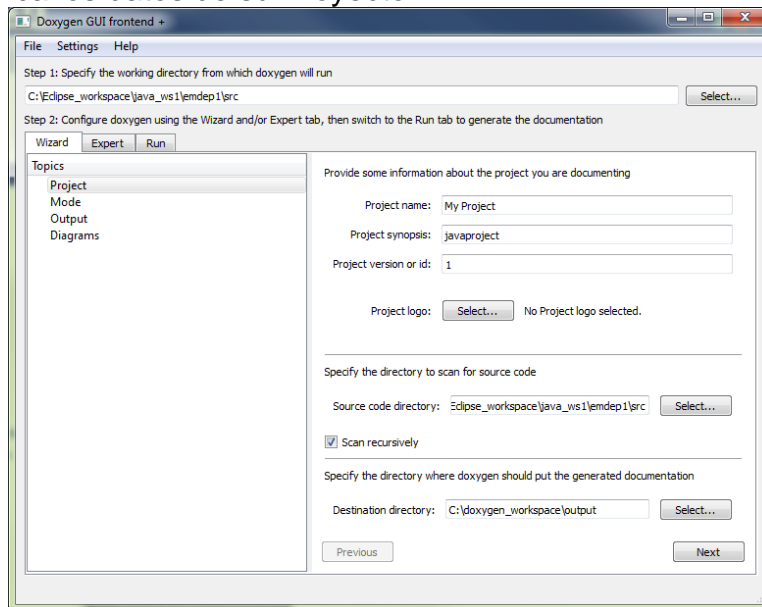 Doxygen GUI frontend +
File Settings Help
Step 1: Specify the working directory from which doxygen will run
C:\Eclipse_workspace\java_ws1\emdep1\src Select...
Step 2: Configure doxygen using the Wizard and/or Expert tab, then switch to the Run tab to generate the documentation
Wizard Expert Run
Topics
Project
Mode
Output
Diagrams
Provide some information about the project you are documenting
Project name: My Project
Project synopsis: javaproject
Project version or id: 1
Project logo: Select... No Project logo selected.
Specify the directory to scan for source code
Source code directory: Eclipse_workspace\java_ws1\emdep1\src Select...
Scan recursively
Specify the directory where doxygen should put the generated documentation
Destination directory: C:\doxygen_workspace\output Select...
Previous Next